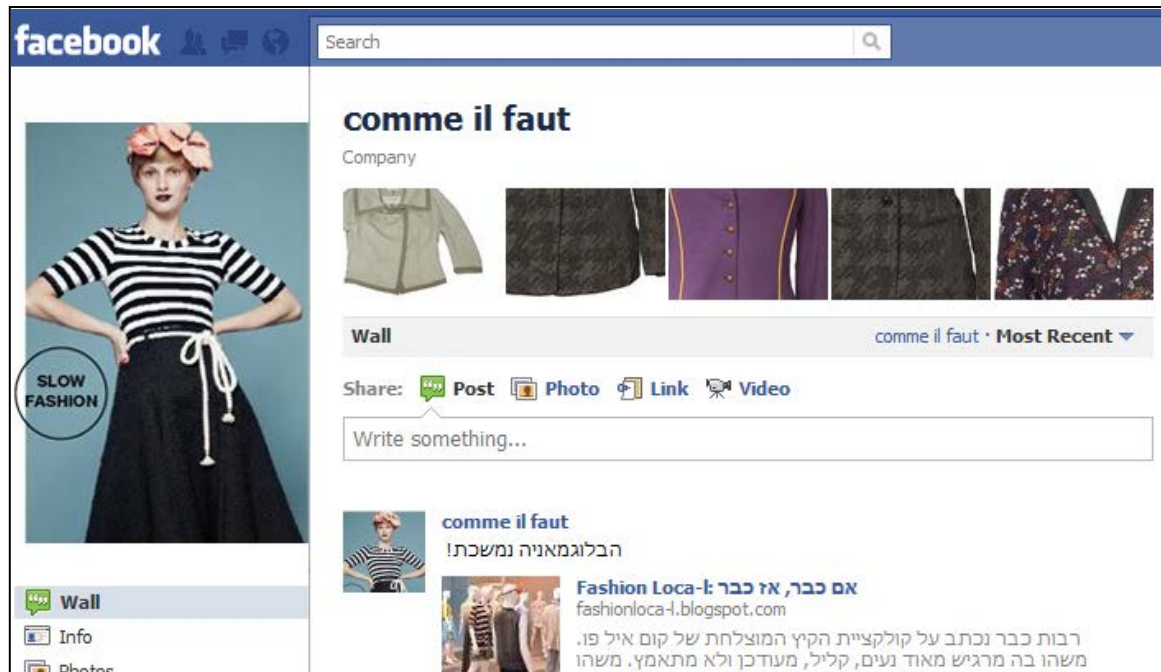 facebook
Search
comme il faut
Company
SLOW
FASHION
Wall
comme il faut · Most Recent
Share: Post Photo Link Video
Write something...
comme il faut
הבלוגמאניה נמשכת!
Fashion Loca-l: אם כבר, אז כבר
fashionloca-l.blogspot.com
רבות כבר נכתב על קולקציית הקיץ המוצלחת של קום איל פו.
משהו בה מרגיש מאוד נעים, קליל, מעודכן ולא מתאמץ. משהו
Wall
Info
Photos